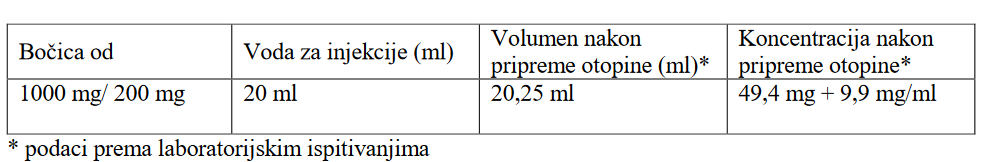 Bočica od
Voda za injekcije (ml)
Volumen nakon
pripreme otopine (ml)*
Koncentracija nakon
pripreme otopine*
1000 mg/ 200 mg
20 ml
20,25 ml
49,4 mg + 9,9 mg/ml
* podaci prema laboratorijskim ispitivanjima